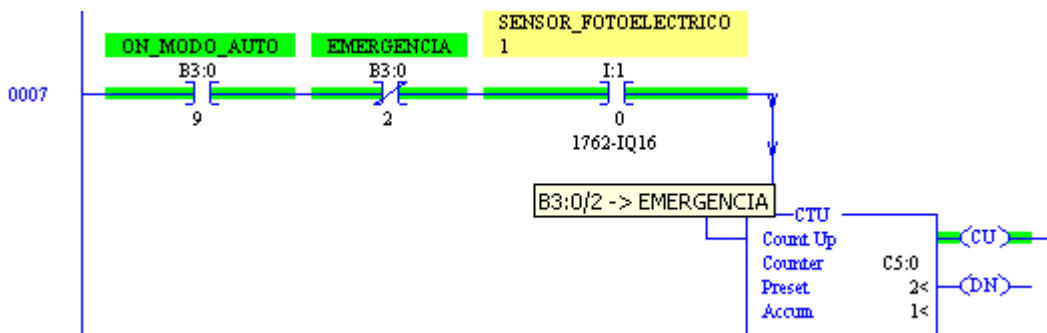 SENSOR_FOTOELECTRICO
ON_MODO_AUTO EMERGENCIA 1
B3:0 B3:0 I:1
0007
9 2 0
1762-IQ16
B3:0/2 -> EMERGENCIA
CTU
Count Up (CU)
Counter C5:0
Preset 2< (DN)
Accum 1<